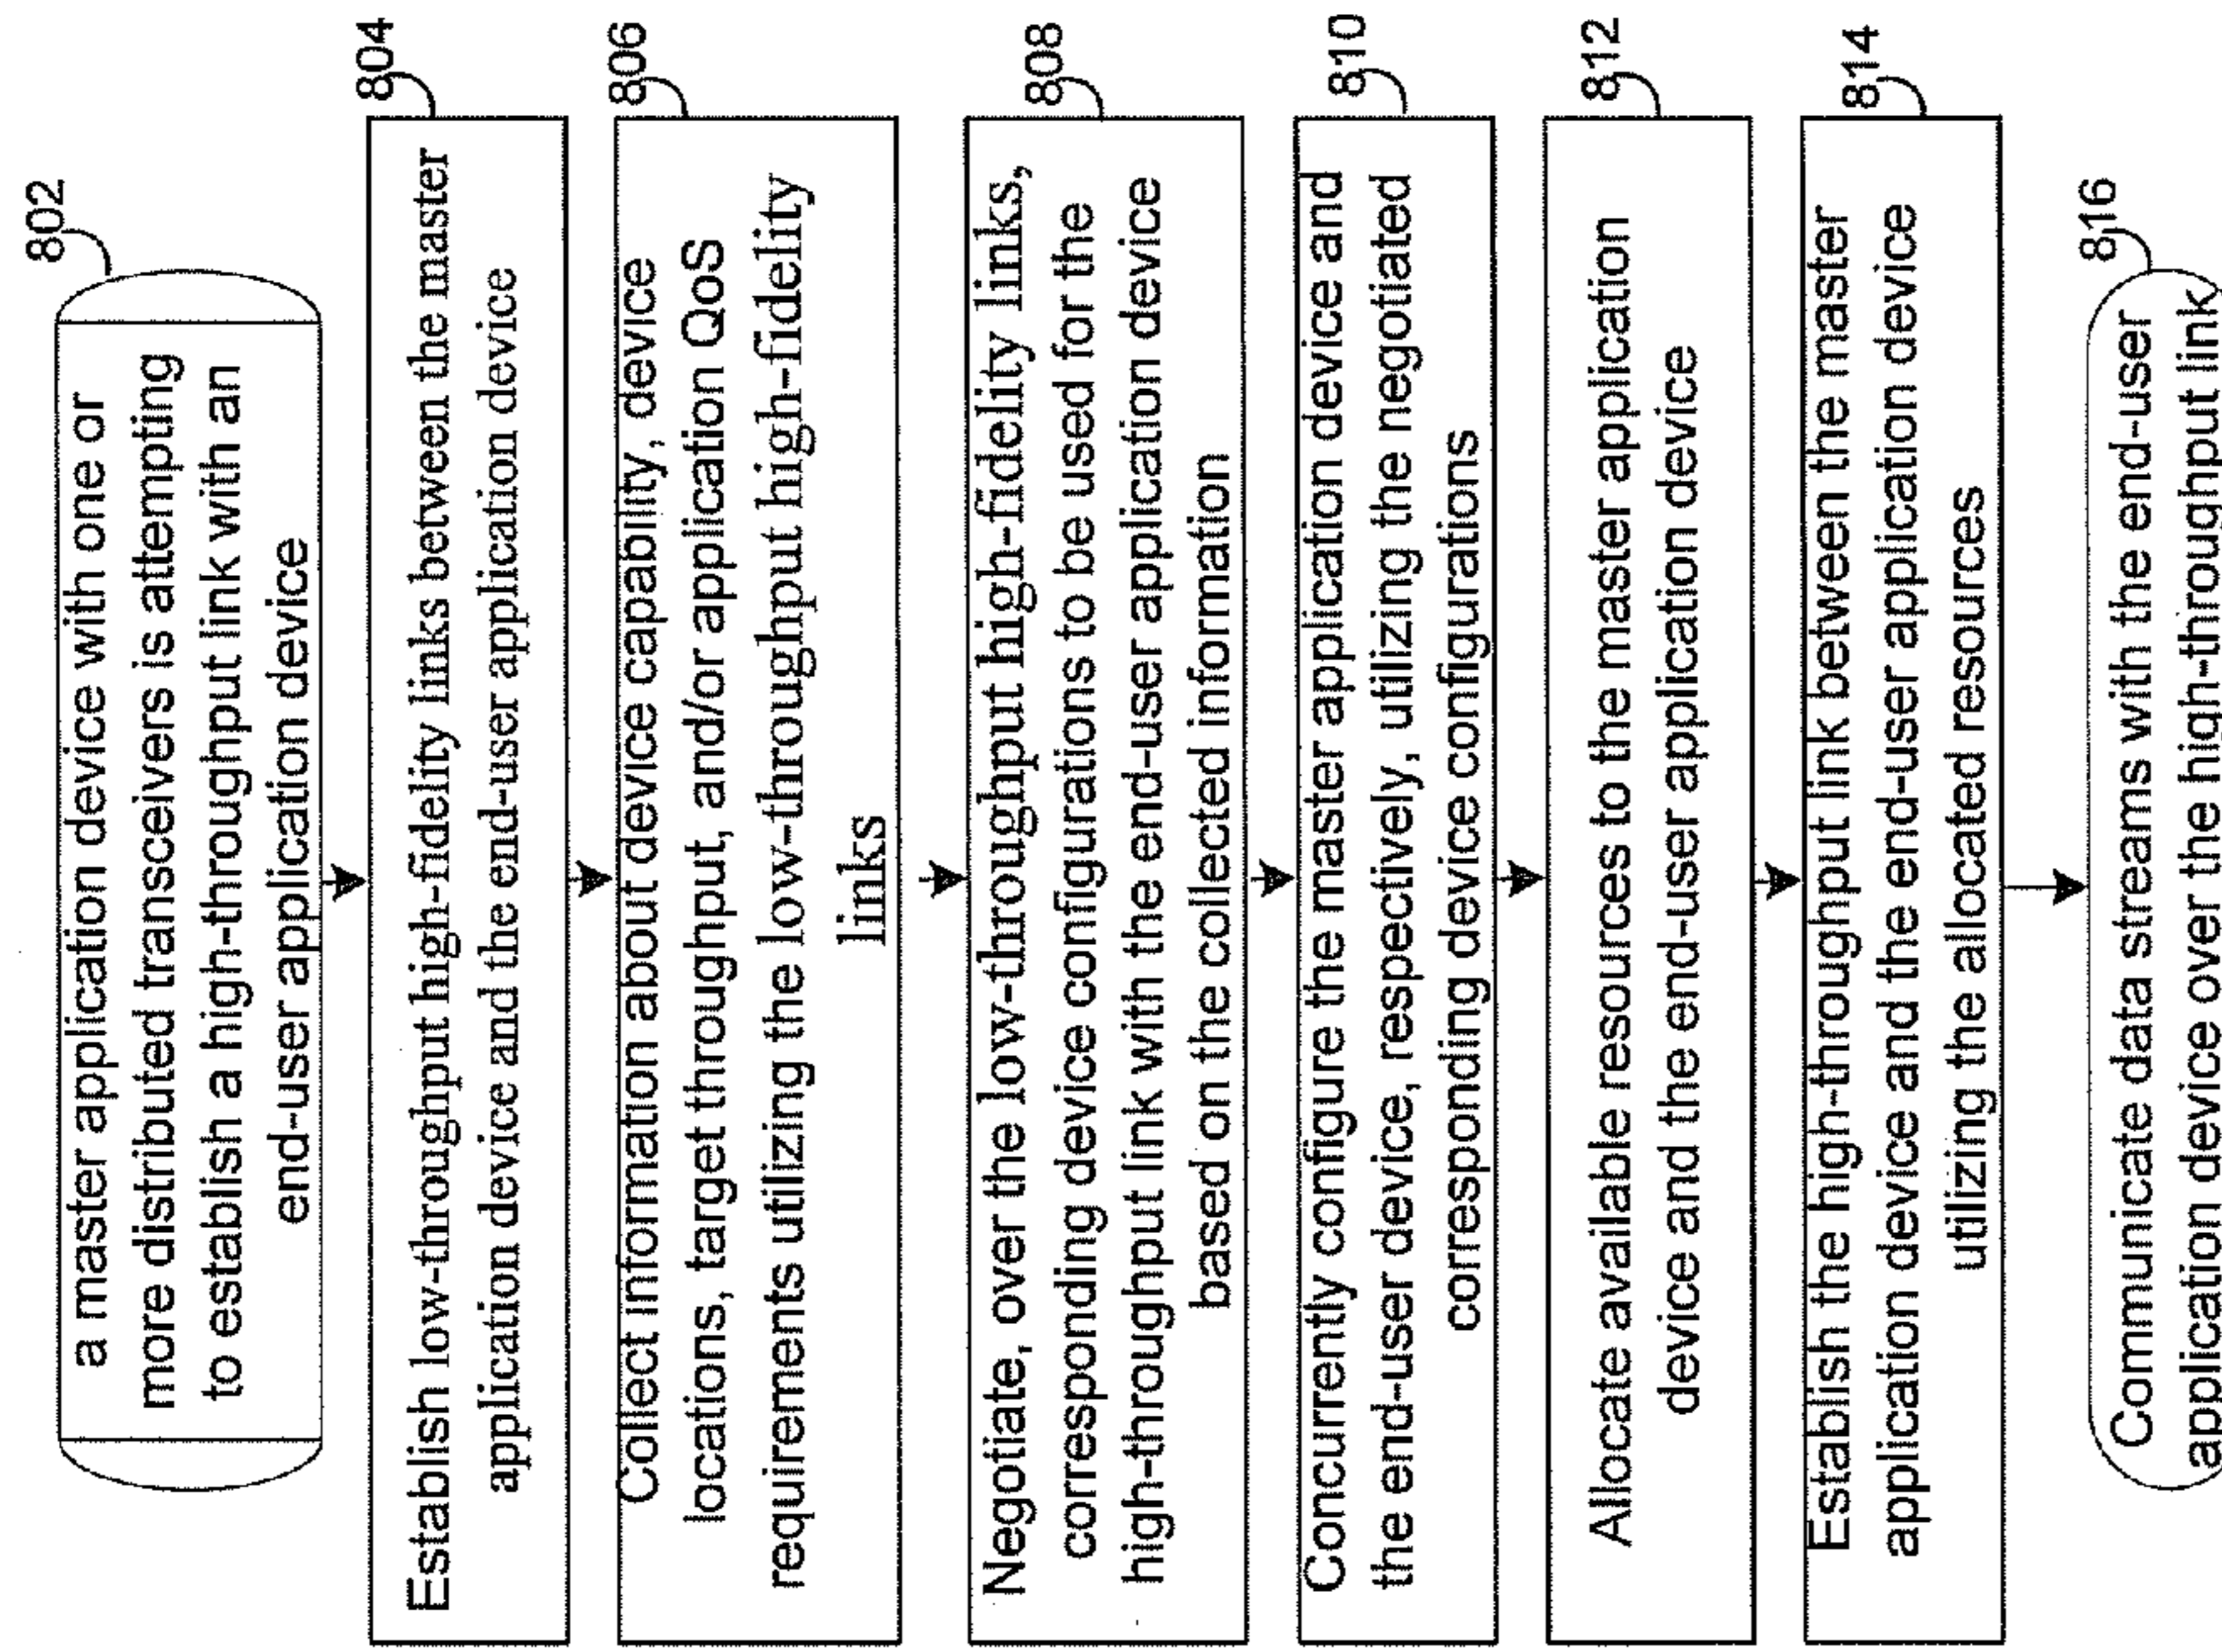 802
a master application device with one or
more distributed transceivers is attempting
to establish a high-throughput link with an
end-user application device
804
Establish low-throughput high-fidelity links between the master
application device and the end-user application device
806
Collect information about device capability, device
locations, target throughput, and/or application QoS
requirements utilizing the low-throughput high-fidelity
links
808
Negotiate, over the low-throughput high-fidelity links,
corresponding device configurations to be used for the
high-throughput link with the end-user application device
based on the collected information
810
Concurrently configure the master application device and
the end-user device, respectively, utilizing the negotiated
corresponding device configurations
812
Allocate available resources to the master application
device and the end-user application device
814
Establish the high-throughput link between the master
application device and the end-user application device
utilizing the allocated resources
816
Communicate data streams with the end-user
application device over the high-throughput link